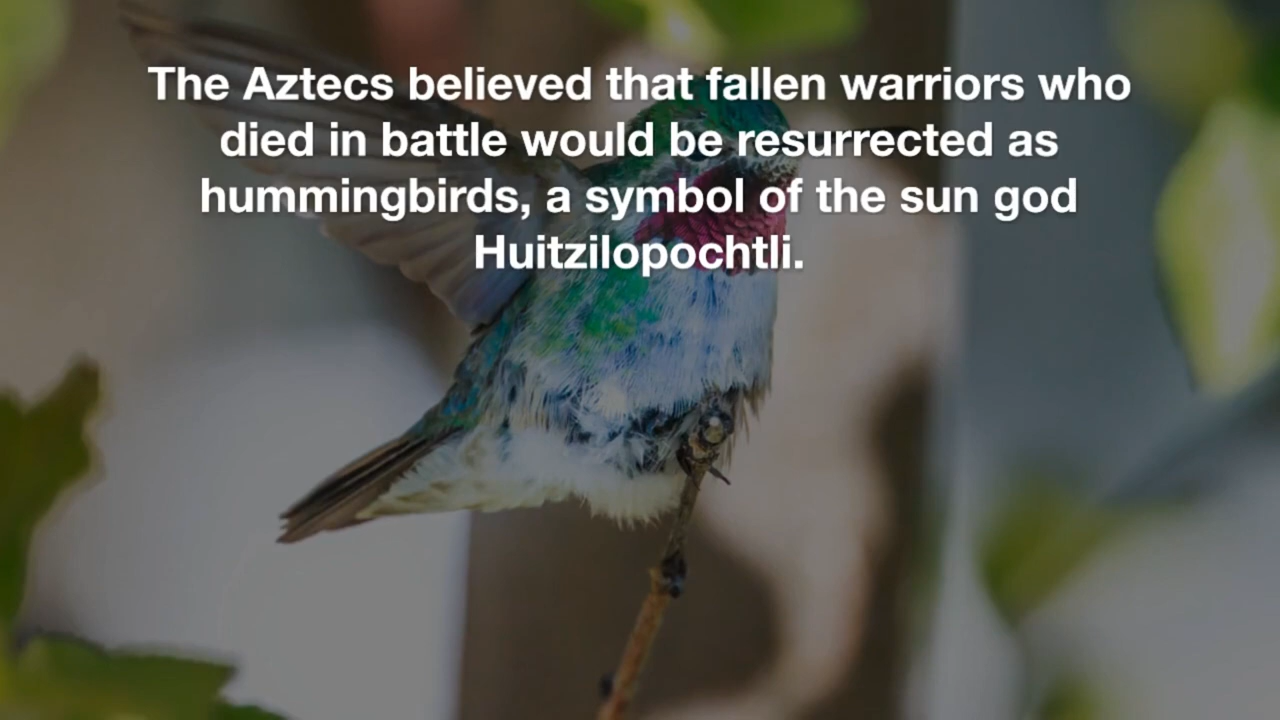 The Aztecs believed that fallen warriors who
died in battle would be resurrected as
hummingbirds, a symbol of the sun god
Huitzilopochtli.